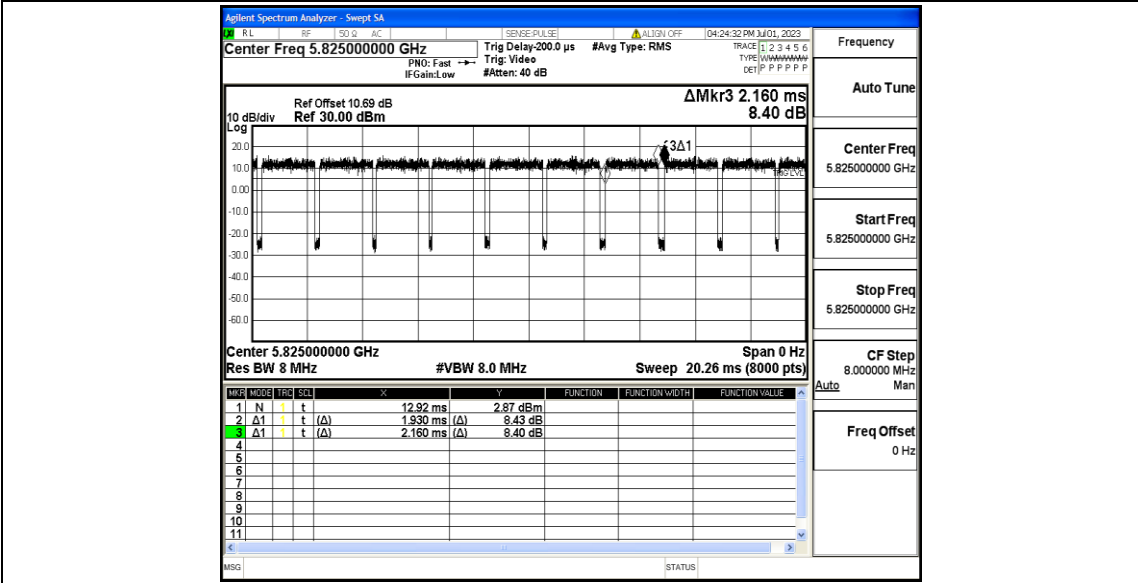 Agilent Spectrum Analyzer - Swept SA
RL RF 50 Ω AC SENSE:PULSE ALIGN OFF 04:24:32 PM Jul 01, 2023
Center Freq 5.825000000 GHz
PNO: Fast
IFGain:Low
Trig Delay-200.0 µs
Trig: Video
#Atten: 40 dB
#Avg Type: RMS
TRACE 1 2 3 4 5 6
TYPE WWWWWW
DET P P P P P P
ΔMkr3 2.160 ms
8.40 dB
Ref Offset 10.69 dB
10 dB/div Ref 30.00 dBm
Log
20.0
10.0
0.00
-10.0
-20.0
-30.0
-40.0
-50.0
-60.0
3Δ1
TRIG LVL
Center 5.825000000 GHz Span 0 Hz
Res BW 8 MHz #VBW 8.0 MHz Sweep 20.26 ms (8000 pts)
MKR MODE TRC SCL X Y FUNCTION FUNCTION WIDTH FUNCTION VALUE
1 N 1 t 12.92 ms 2.87 dBm
2 Δ1 1 t (Δ) 1.930 ms (Δ) 8.43 dB
3 Δ1 1 t (Δ) 2.160 ms (Δ) 8.40 dB
4
5
6
7
8
9
10
11
MSG STATUS
Frequency
Auto Tune
Center Freq
5.825000000 GHz
Start Freq
5.825000000 GHz
Stop Freq
5.825000000 GHz
CF Step
8.000000 MHz
Auto Man
Freq Offset
0 Hz